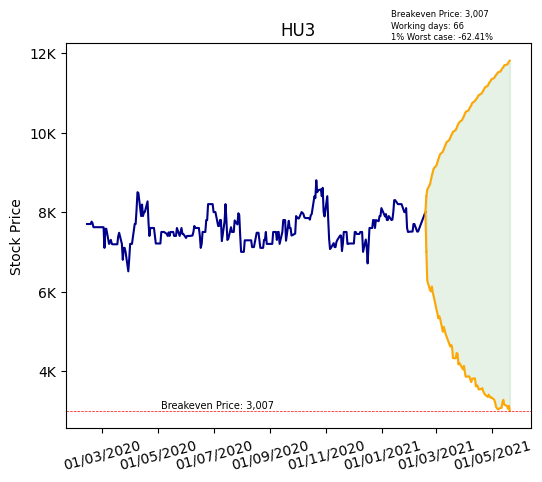 Breakeven Price: 3,007
Working days: 66
1% Worst case: -62.41%
HU3
12K
10K
8K
6K
4K
Stock Price
Breakeven Price: 3,007
01/03/2020
01/05/2020
01/07/2020
01/09/2020
01/11/2020
01/01/2021
01/03/2021
01/05/2021